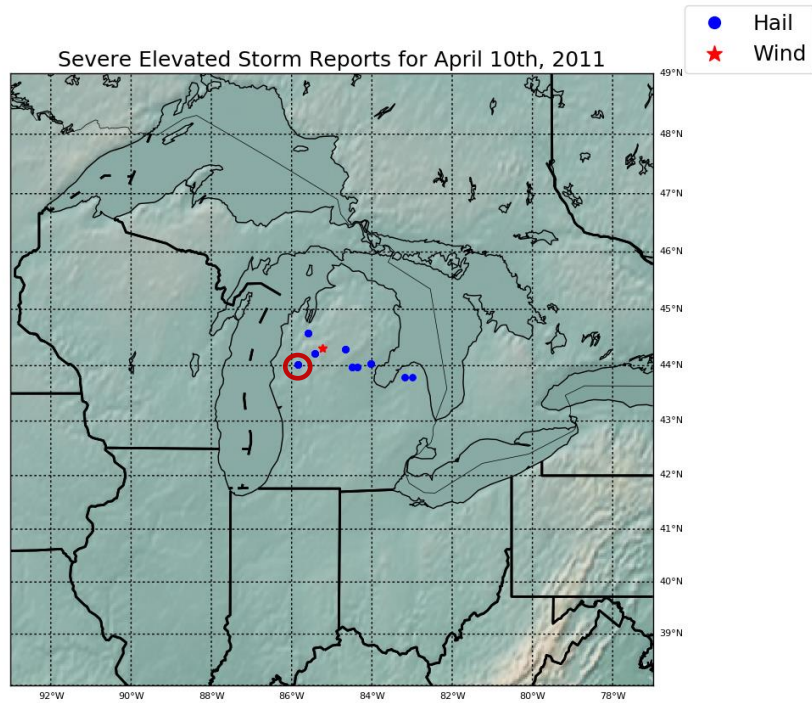 Hail
Wind
Severe Elevated Storm Reports for April 10th, 2011
49°N
48°N
47°N
46°N
45°N
44°N
43°N
42°N
41°N
40°N
39°N
92°W 90°W 88°W 86°W 84°W 82°W 80°W 78°W